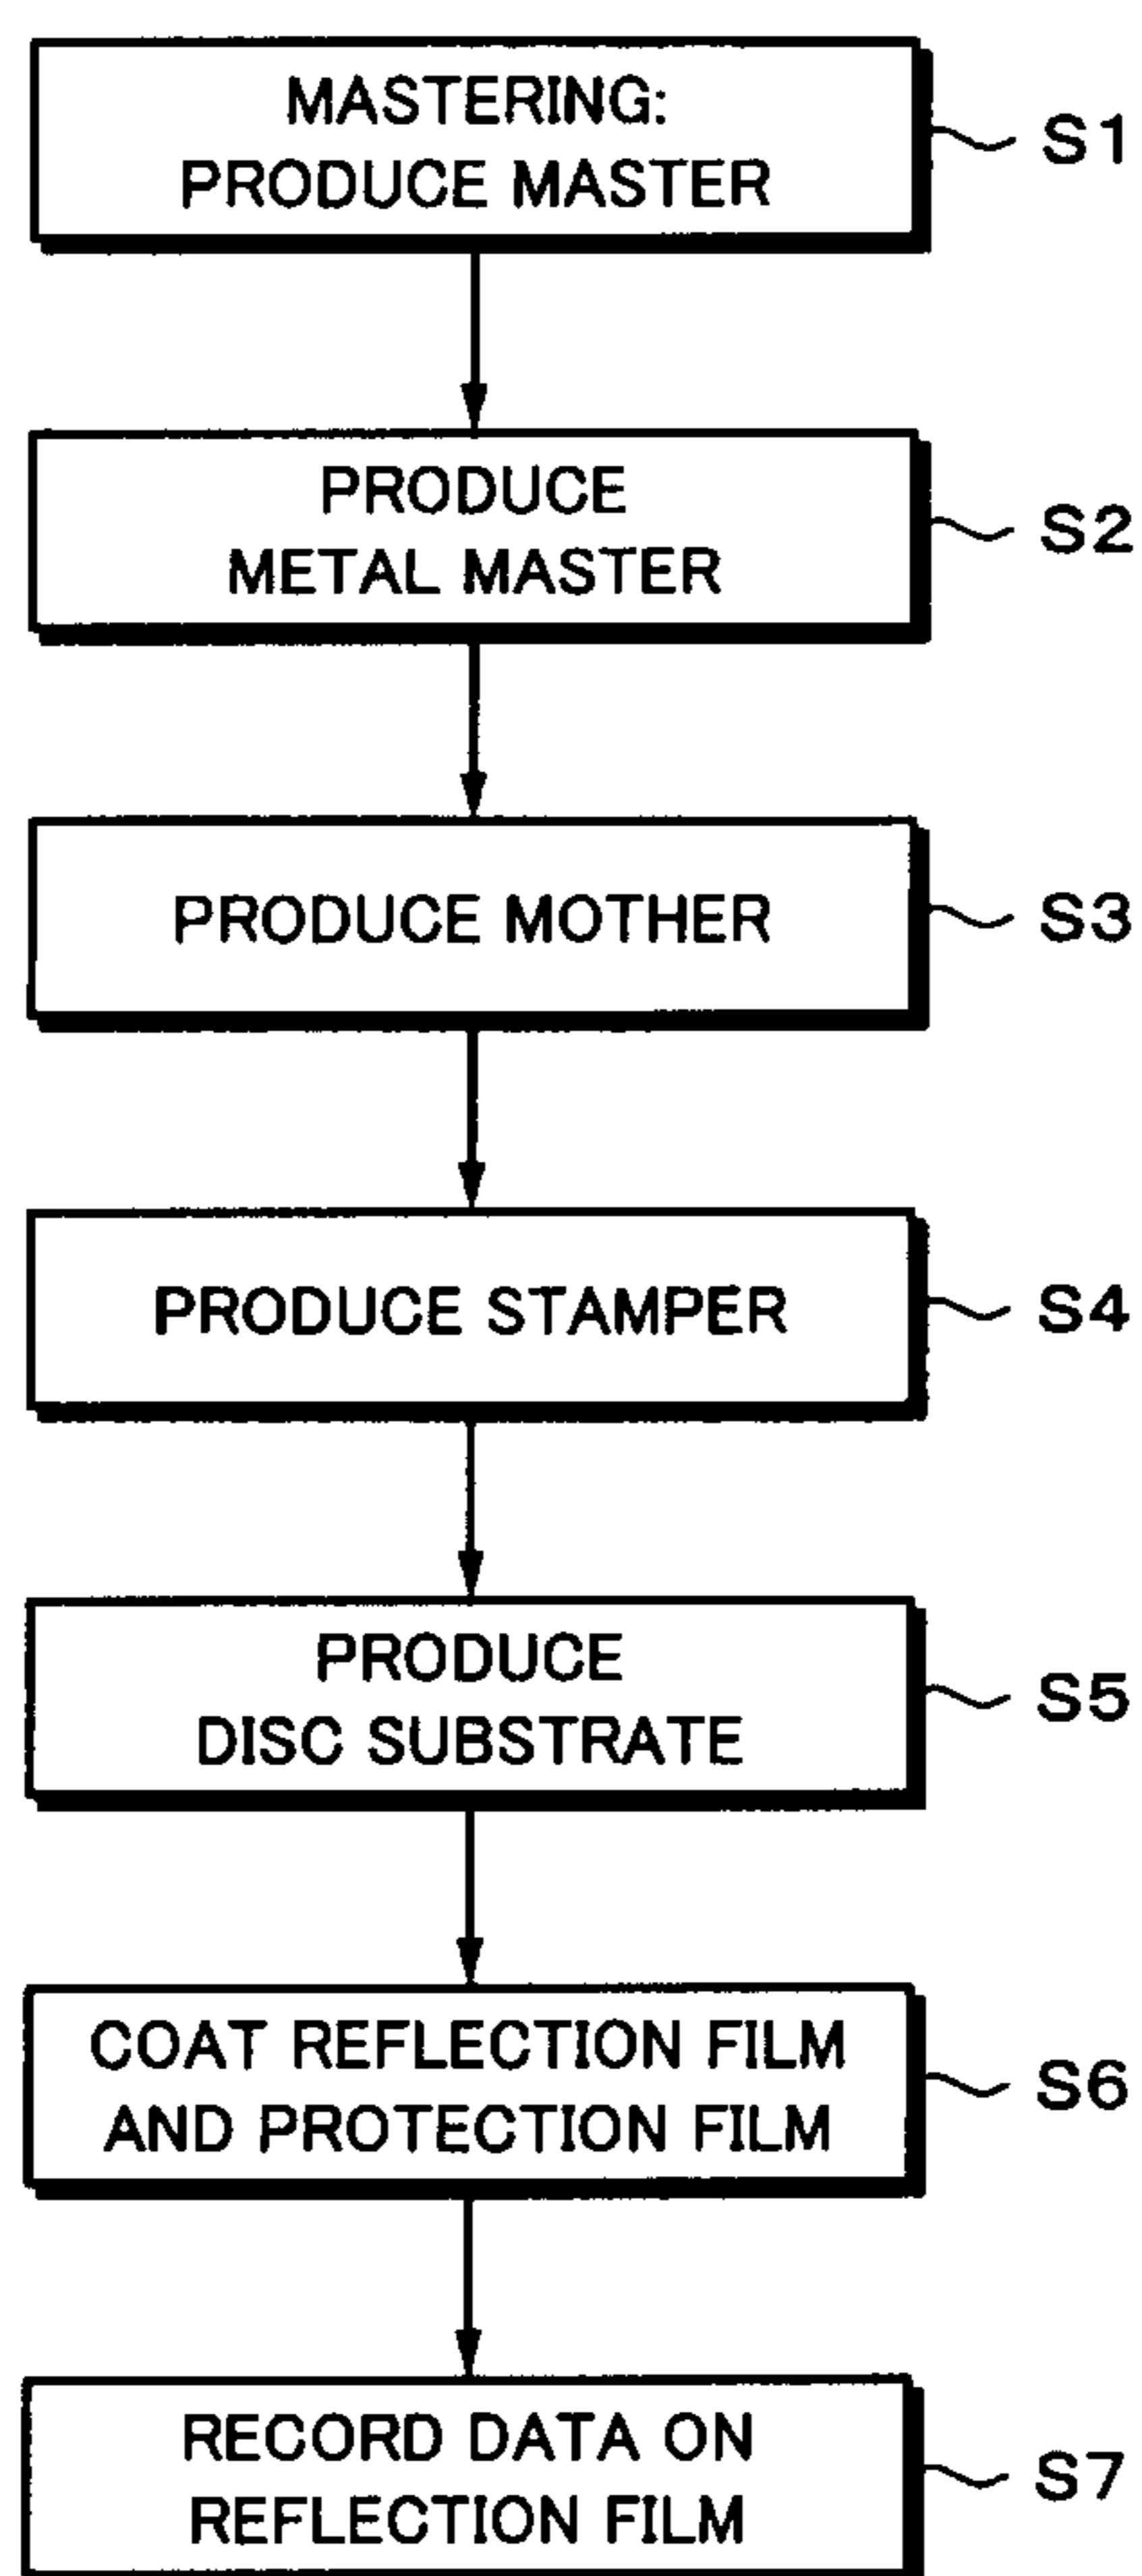 MASTERING:
PRODUCE MASTER
S1
PRODUCE
METAL MASTER
S2
PRODUCE MOTHER
S3
PRODUCE STAMPER
S4
PRODUCE
DISC SUBSTRATE
S5
COAT REFLECTION FILM
AND PROTECTION FILM
S6
RECORD DATA ON
REFLECTION FILM
S7